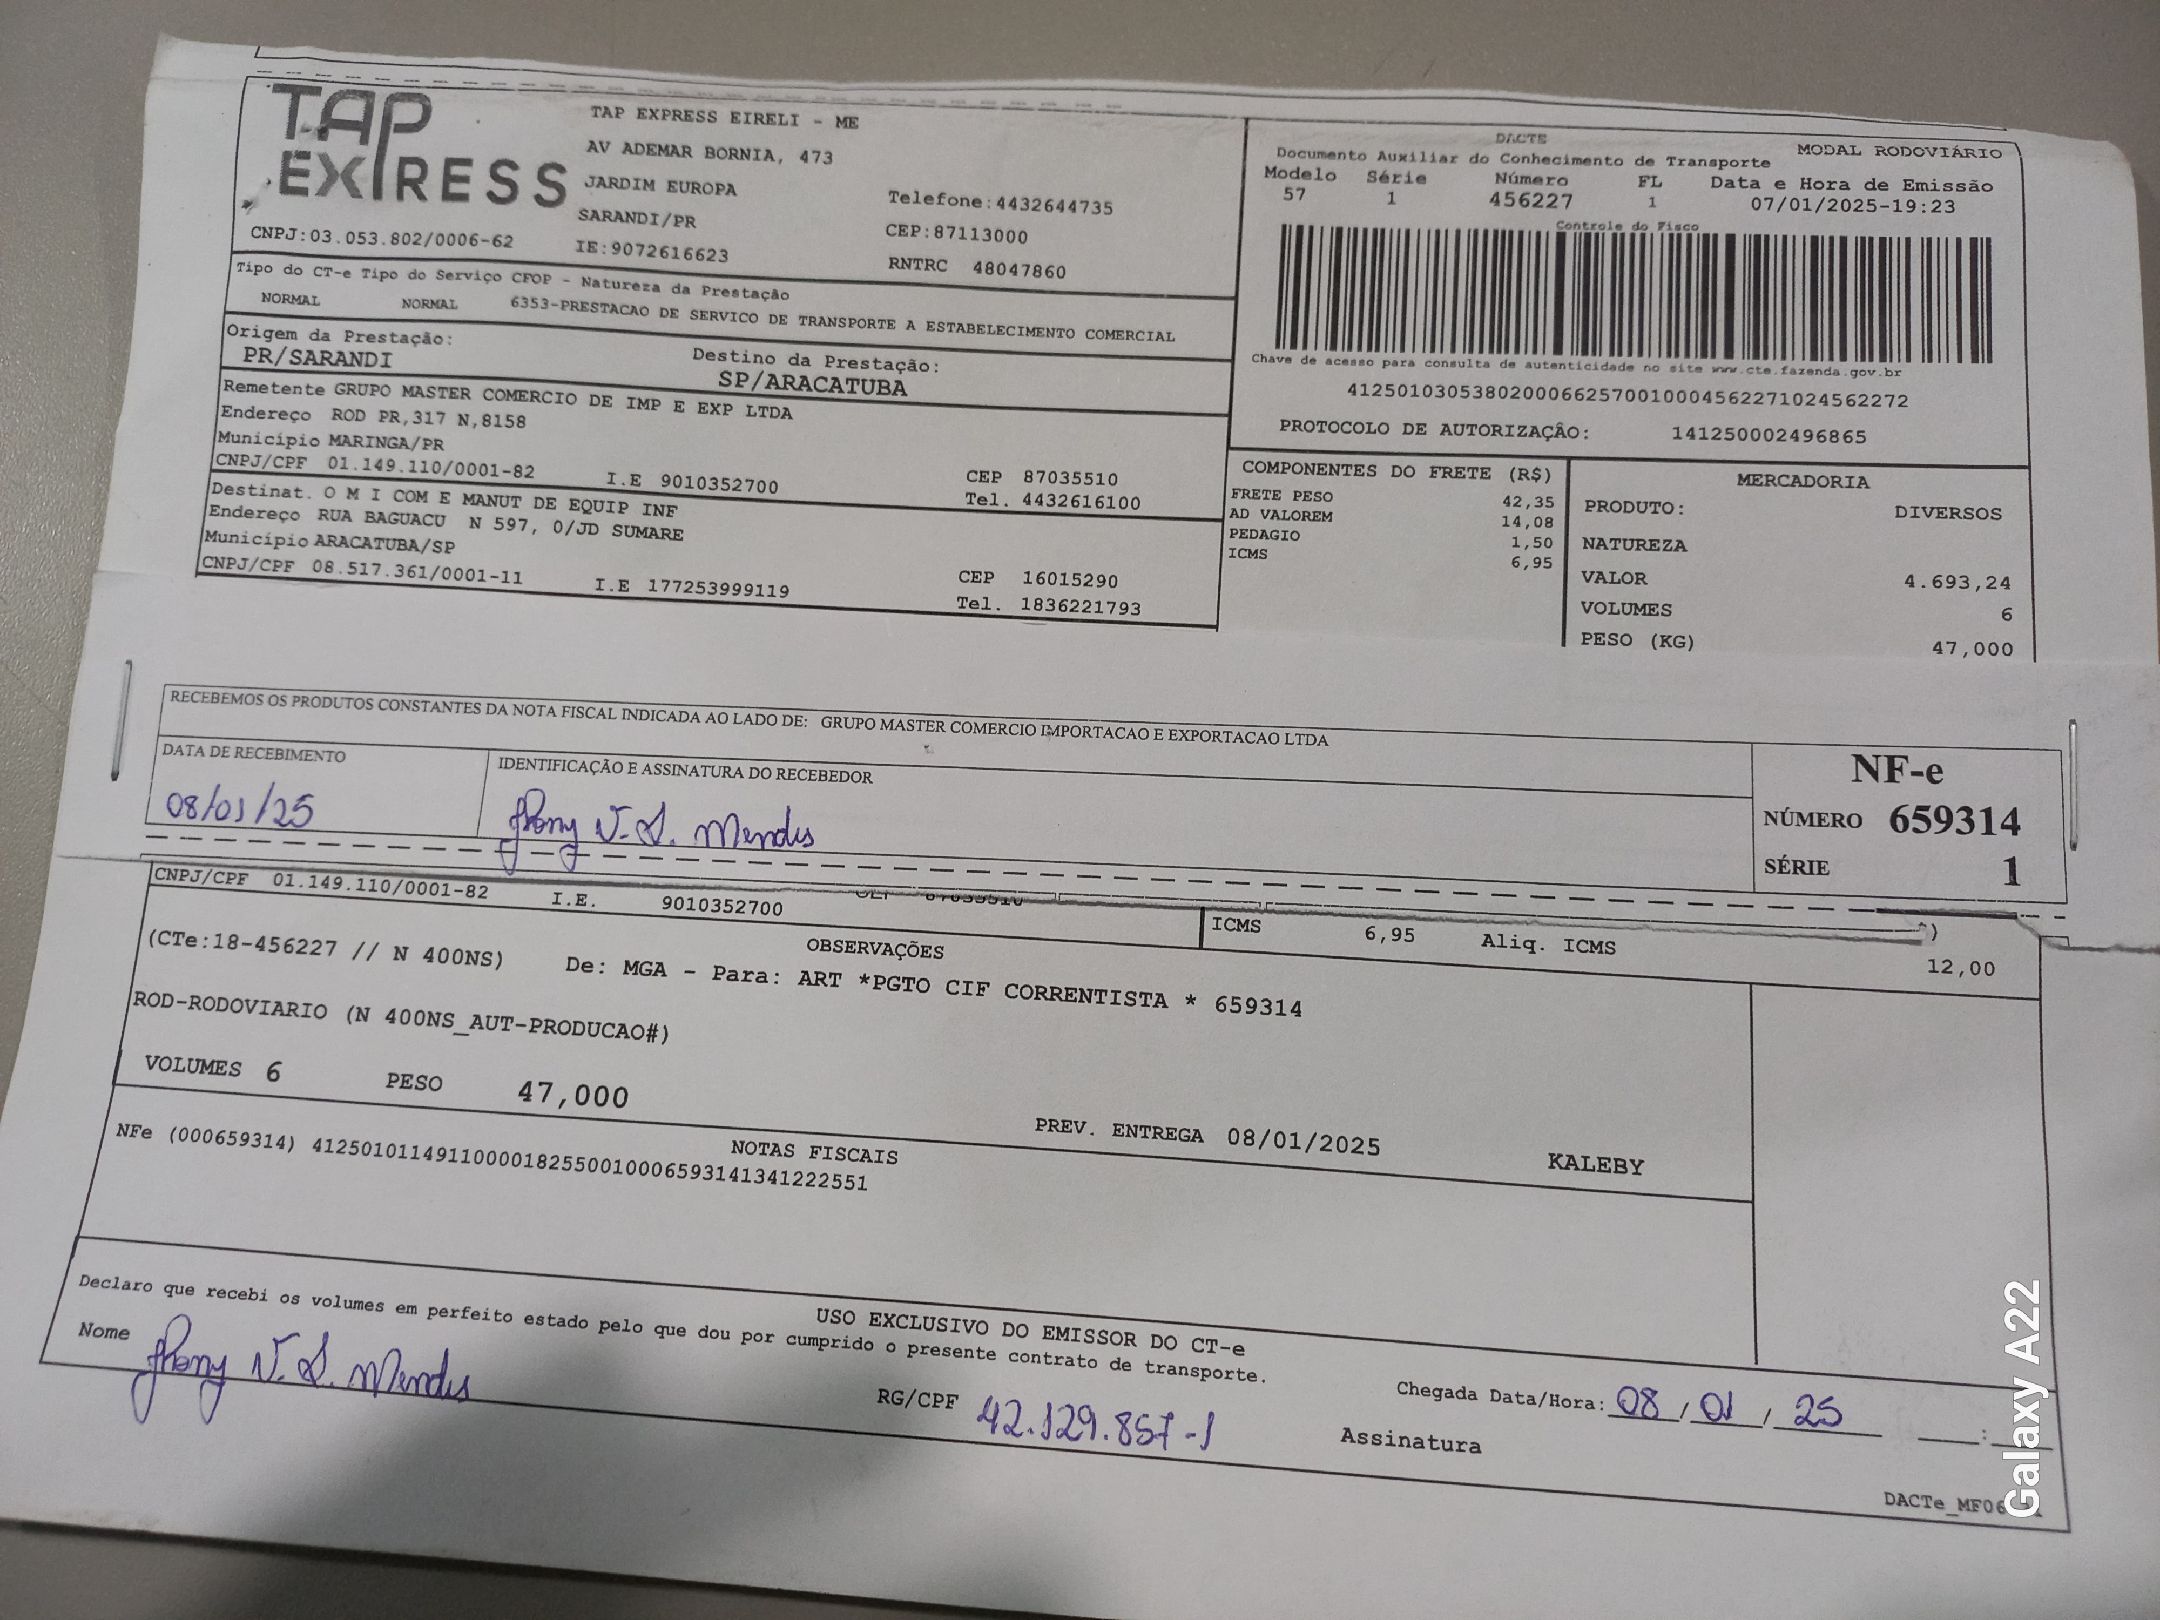 TAP EXPRESS
TAP EXPRESS EIRELI - ME
AV ADEMAR BORNIA, 473
JARDIM EUROPA
SARANDI/PR
IE:9072616623
Telefone:4432644735
CEP:87113000
RNTRC 48047860
CNPJ:03.053.802/0006-62
DACTE
MODAL RODOVIÁRIO
Documento Auxiliar do Conhecimento de Transporte
Modelo Série Número FL Data e Hora de Emissão
57 1 456227 1 07/01/2025-19:23
Controle do Fisco
Chave de acesso para consulta de autenticidade no site www.cte.fazenda.gov.br
41250103053802000662570010004562271024562272
PROTOCOLO DE AUTORIZAÇÃO: 141250002496865
Tipo do CT-e Tipo do Serviço CFOP - Natureza da Prestação
NORMAL NORMAL 6353-PRESTACAO DE SERVICO DE TRANSPORTE A ESTABELECIMENTO COMERCIAL
Origem da Prestação: Destino da Prestação:
PR/SARANDI SP/ARACATUBA
Remetente GRUPO MASTER COMERCIO DE IMP E EXP LTDA
Endereço ROD PR,317 N,8158
Município MARINGA/PR CEP 87035510
CNPJ/CPF 01.149.110/0001-82 I.E 9010352700 Tel. 4432616100
Destinat. O M I COM E MANUT DE EQUIP INF
Endereço RUA BAGUACU N 597, 0/JD SUMARE
Município ARACATUBA/SP CEP 16015290
CNPJ/CPF 08.517.361/0001-11 I.E 177253999119 Tel. 1836221793
COMPONENTES DO FRETE (R$)
FRETE PESO 42,35
AD VALOREM 14,08
PEDAGIO 1,50
ICMS 6,95
MERCADORIA
PRODUTO: DIVERSOS
NATUREZA
VALOR 4.693,24
VOLUMES 6
PESO (KG) 47,000
RECEBEMOS OS PRODUTOS CONSTANTES DA NOTA FISCAL INDICADA AO LADO DE: GRUPO MASTER COMERCIO IMPORTACAO E EXPORTACAO LTDA
DATA DE RECEBIMENTO IDENTIFICAÇÃO E ASSINATURA DO RECEBEDOR
08/01/25 Jhony V. S. Mendes
NF-e
NÚMERO 659314
SÉRIE 1
CNPJ/CPF 01.149.110/0001-82 I.E. 9010352700
ICMS 6,95 Aliq. ICMS 12,00
OBSERVAÇÕES
(CTe:18-456227 // N 400NS) De: MGA - Para: ART *PGTO CIF CORRENTISTA * 659314
ROD-RODOVIARIO (N 400NS_AUT-PRODUCAO#)
VOLUMES 6 PESO 47,000 PREV. ENTREGA 08/01/2025 KALEBY
NOTAS FISCAIS
NFe (000659314) 41250101149110000182550010006593141341222551
USO EXCLUSIVO DO EMISSOR DO CT-e
Declaro que recebi os volumes em perfeito estado pelo que dou por cumprido o presente contrato de transporte.
Nome Jhony V. S. Mendes RG/CPF 42.129.857-1 Chegada Data/Hora: 08/01/25 :
Assinatura
Galaxy A22